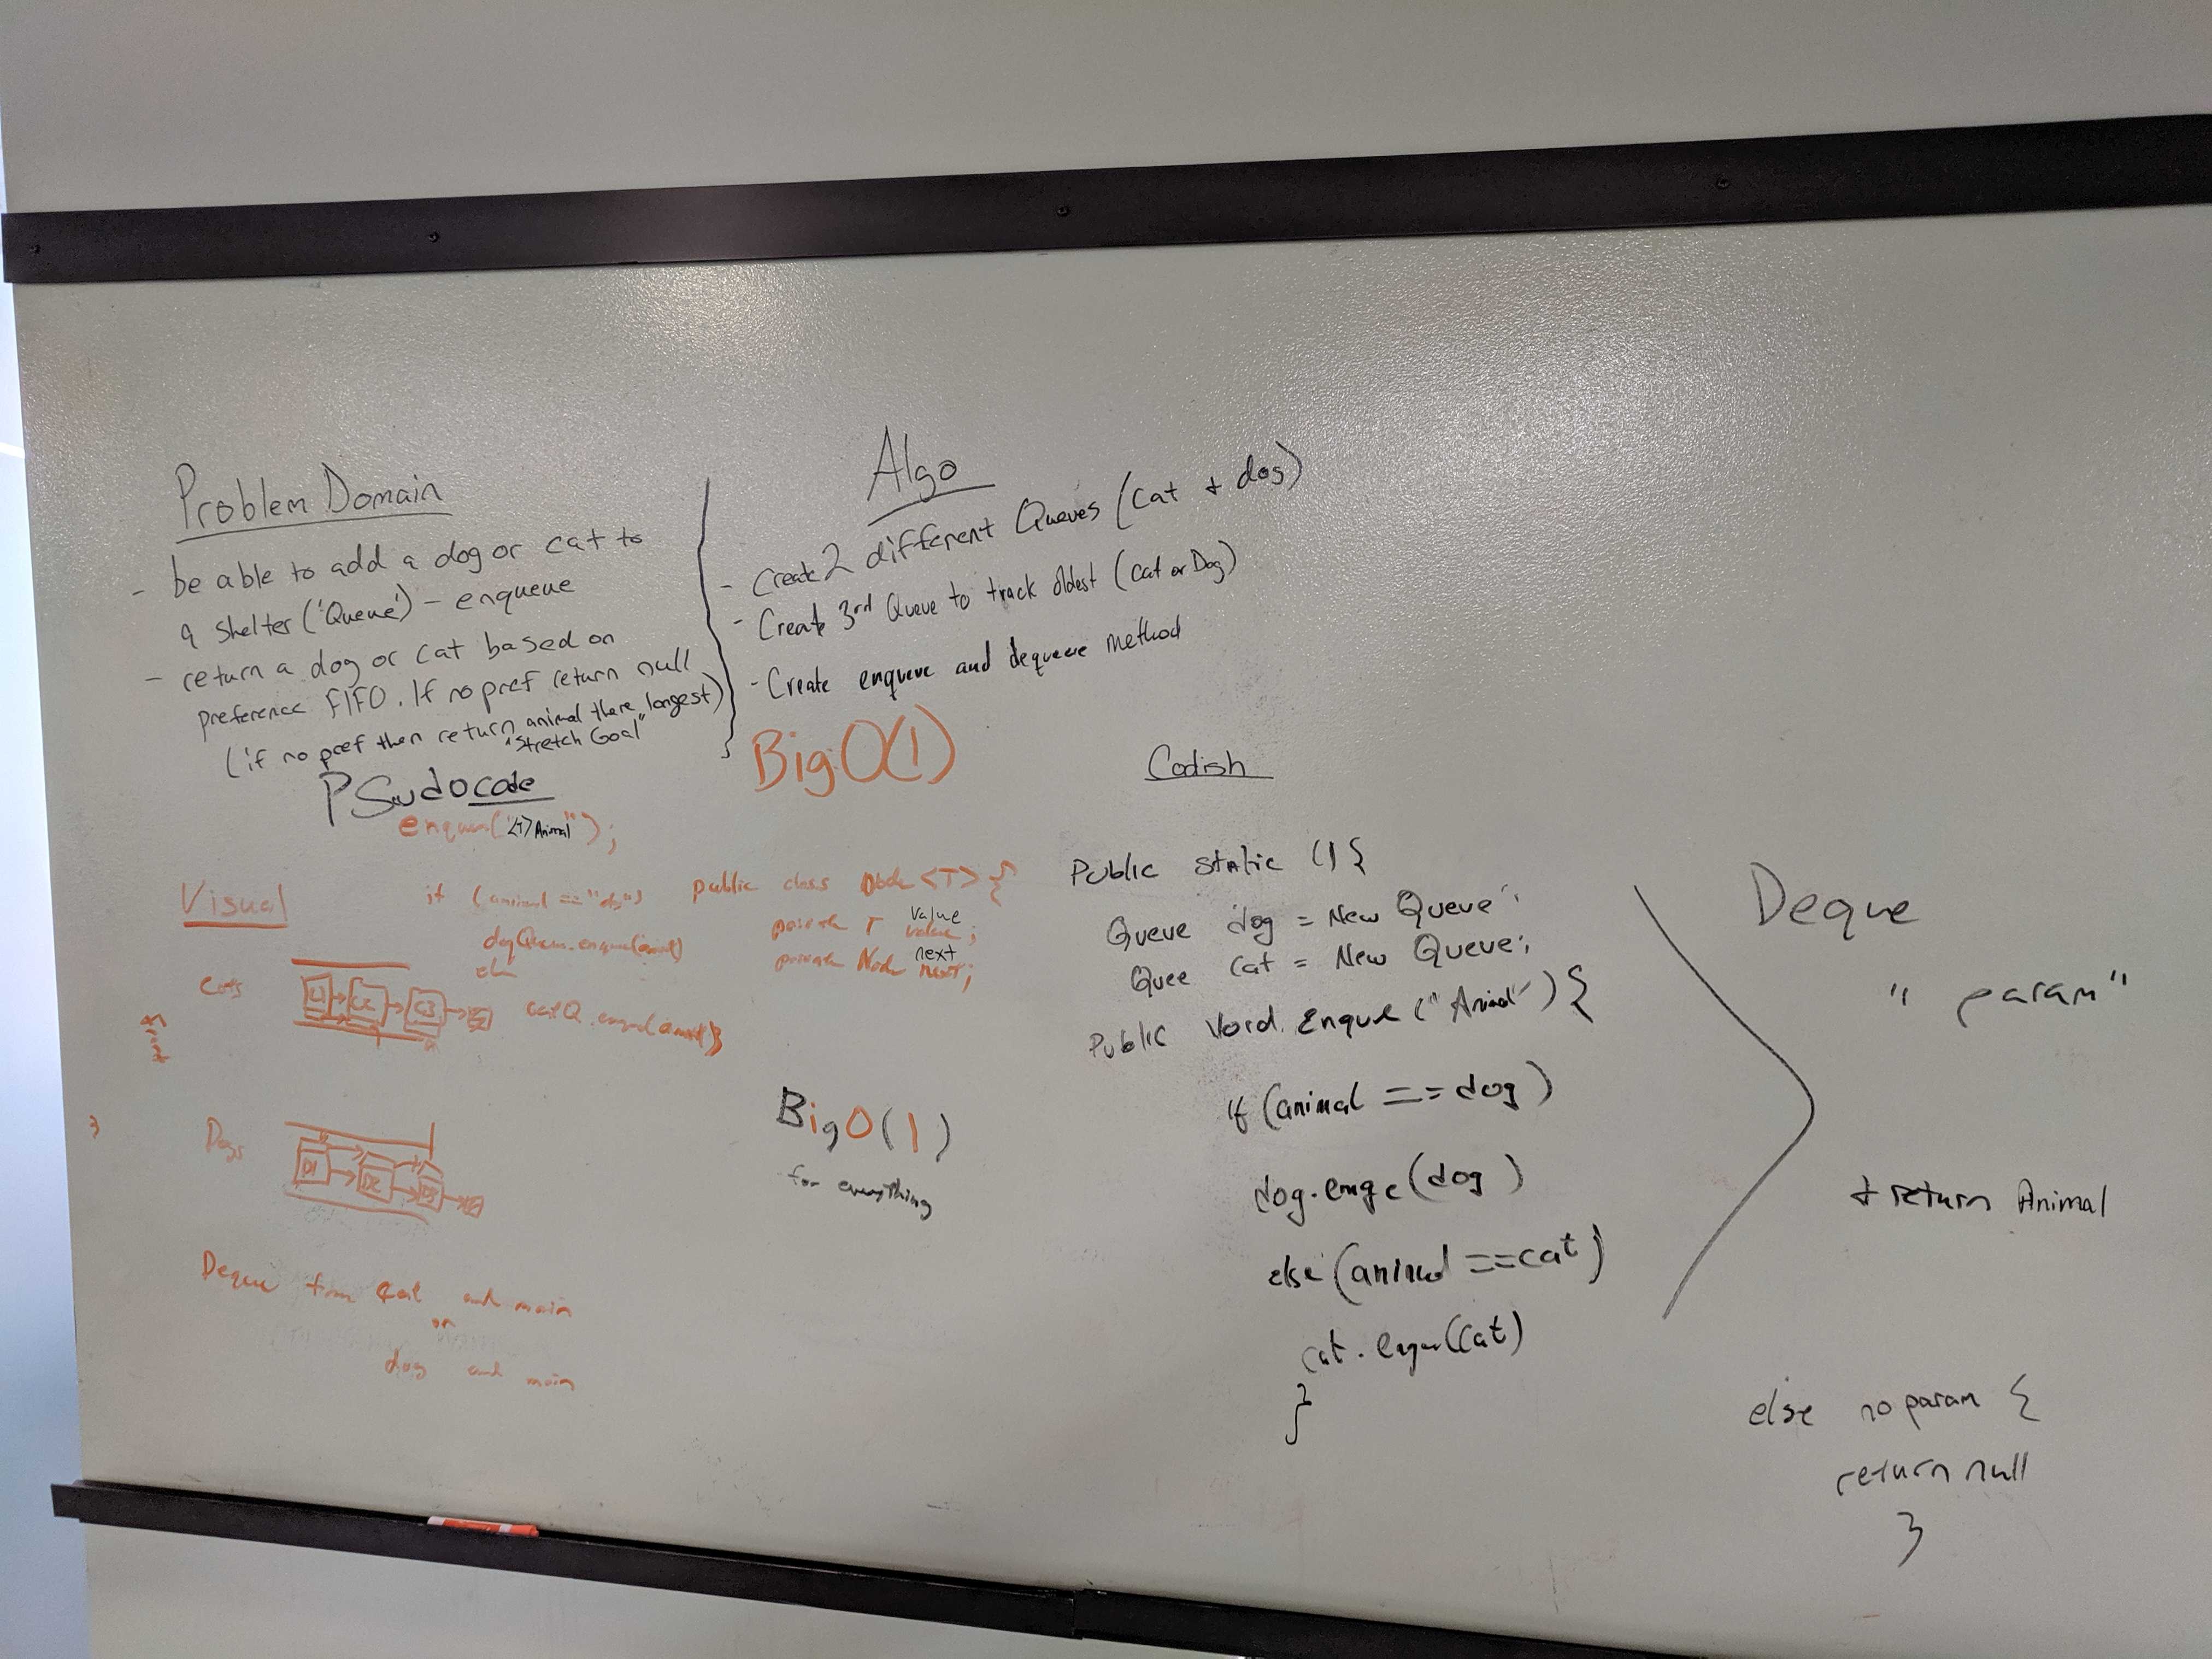 Problem Domain
- be able to add a dog or cat to
a shelter ('Queue') - enqueue
- return a dog or cat based on
preference FIFO. If no pref return null
(if no pref then return animal there longest)
"Stretch Goal"
Algo
- Create 2 different Queues (cat + dog)
- Create 3rd Queue to track oldest (cat or Dog)
- Create enqueue and dequeue method
Big O(1)
PSudocode
enqueue("<T>Animal");
if (animal == "dog")
dogQueue.enqueue(animal)
else
catQ.enqueue(animal)}
public class Node<T> {
private T value value;
private Node next next;
Visual
Cats
C1 C2 C3
Dogs
D1 D2 D3
Deque from Cat and main
or
dog and main
Big O(1)
for everything
Codish
Public static () {
Queue dog = New Queue;
Quee Cat = New Queue;
Public Void. Enque ("Animal") {
if (animal == dog)
dog.enqe(dog)
else (animal == cat)
cat.enque(cat)
}
Deque
"param"
+ return Animal
else no param {
return null
}